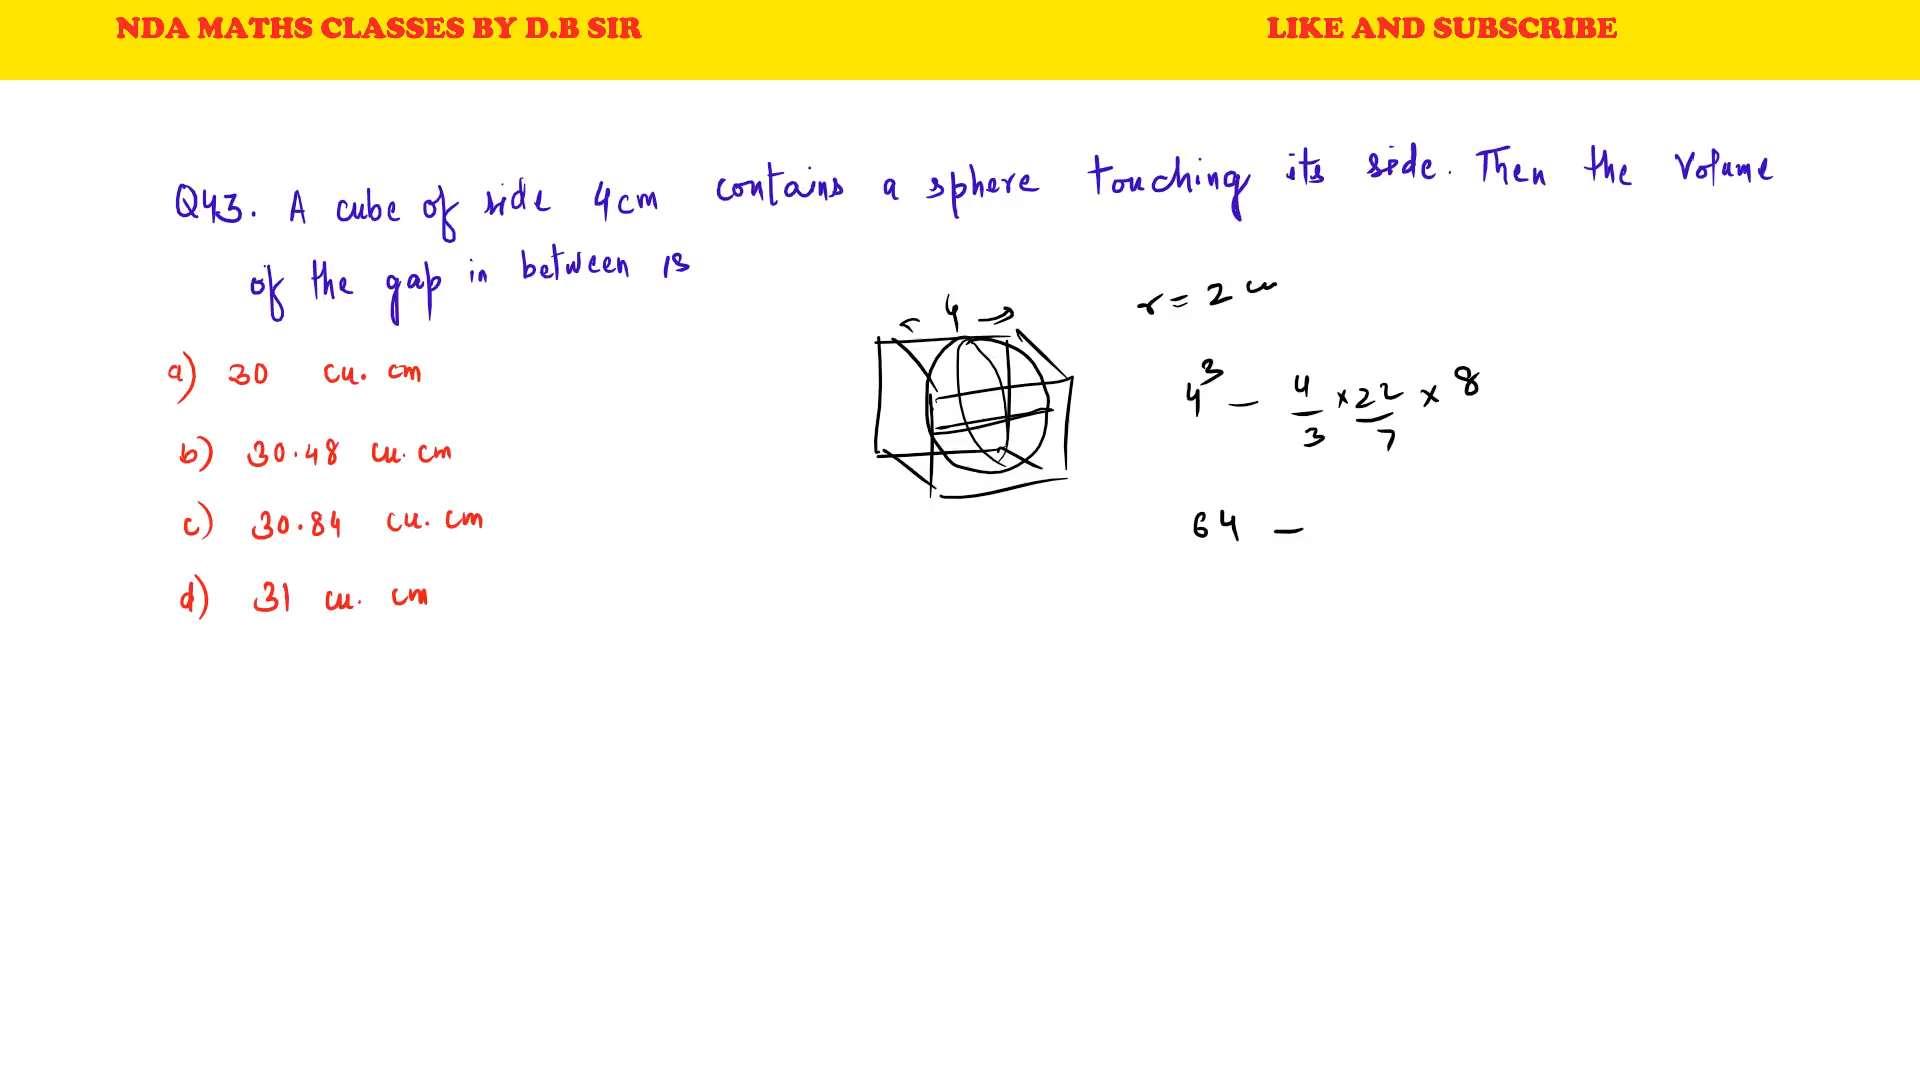 NDA MATHS CLASSES BY D.B SIR
LIKE AND SUBSCRIBE
Q43. A cube of side 4cm contains a sphere touching its side. Then the volume
of the gap in between is
a) 30 cu. cm
b) 30.48 cu. cm
c) 30.84 cu. cm
d) 31 cu. cm
4
r = 2 cm
4³ - 4/3 × 22/7 × 8
64 -